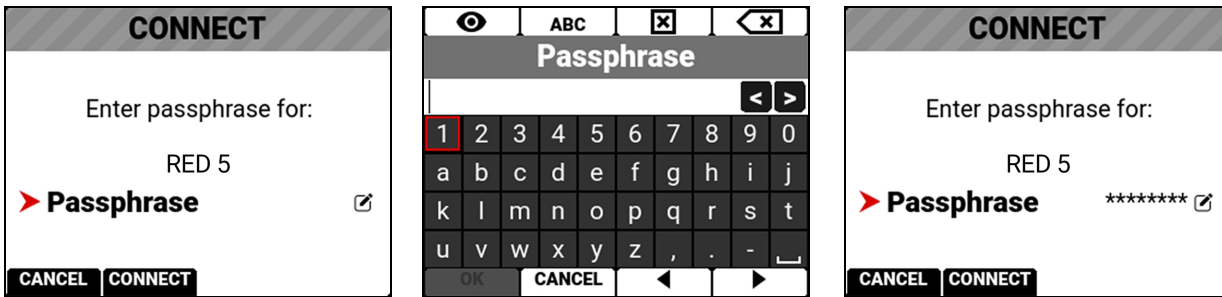 CONNECT
Enter passphrase for:
RED 5
Passphrase
CANCEL CONNECT
ABC
Passphrase
< >
1 2 3 4 5 6 7 8 9 0
a b c d e f g h i j
k l m n o p q r s t
u v w x y z , . -
OK CANCEL
CONNECT
Enter passphrase for:
RED 5
Passphrase ********
CANCEL CONNECT